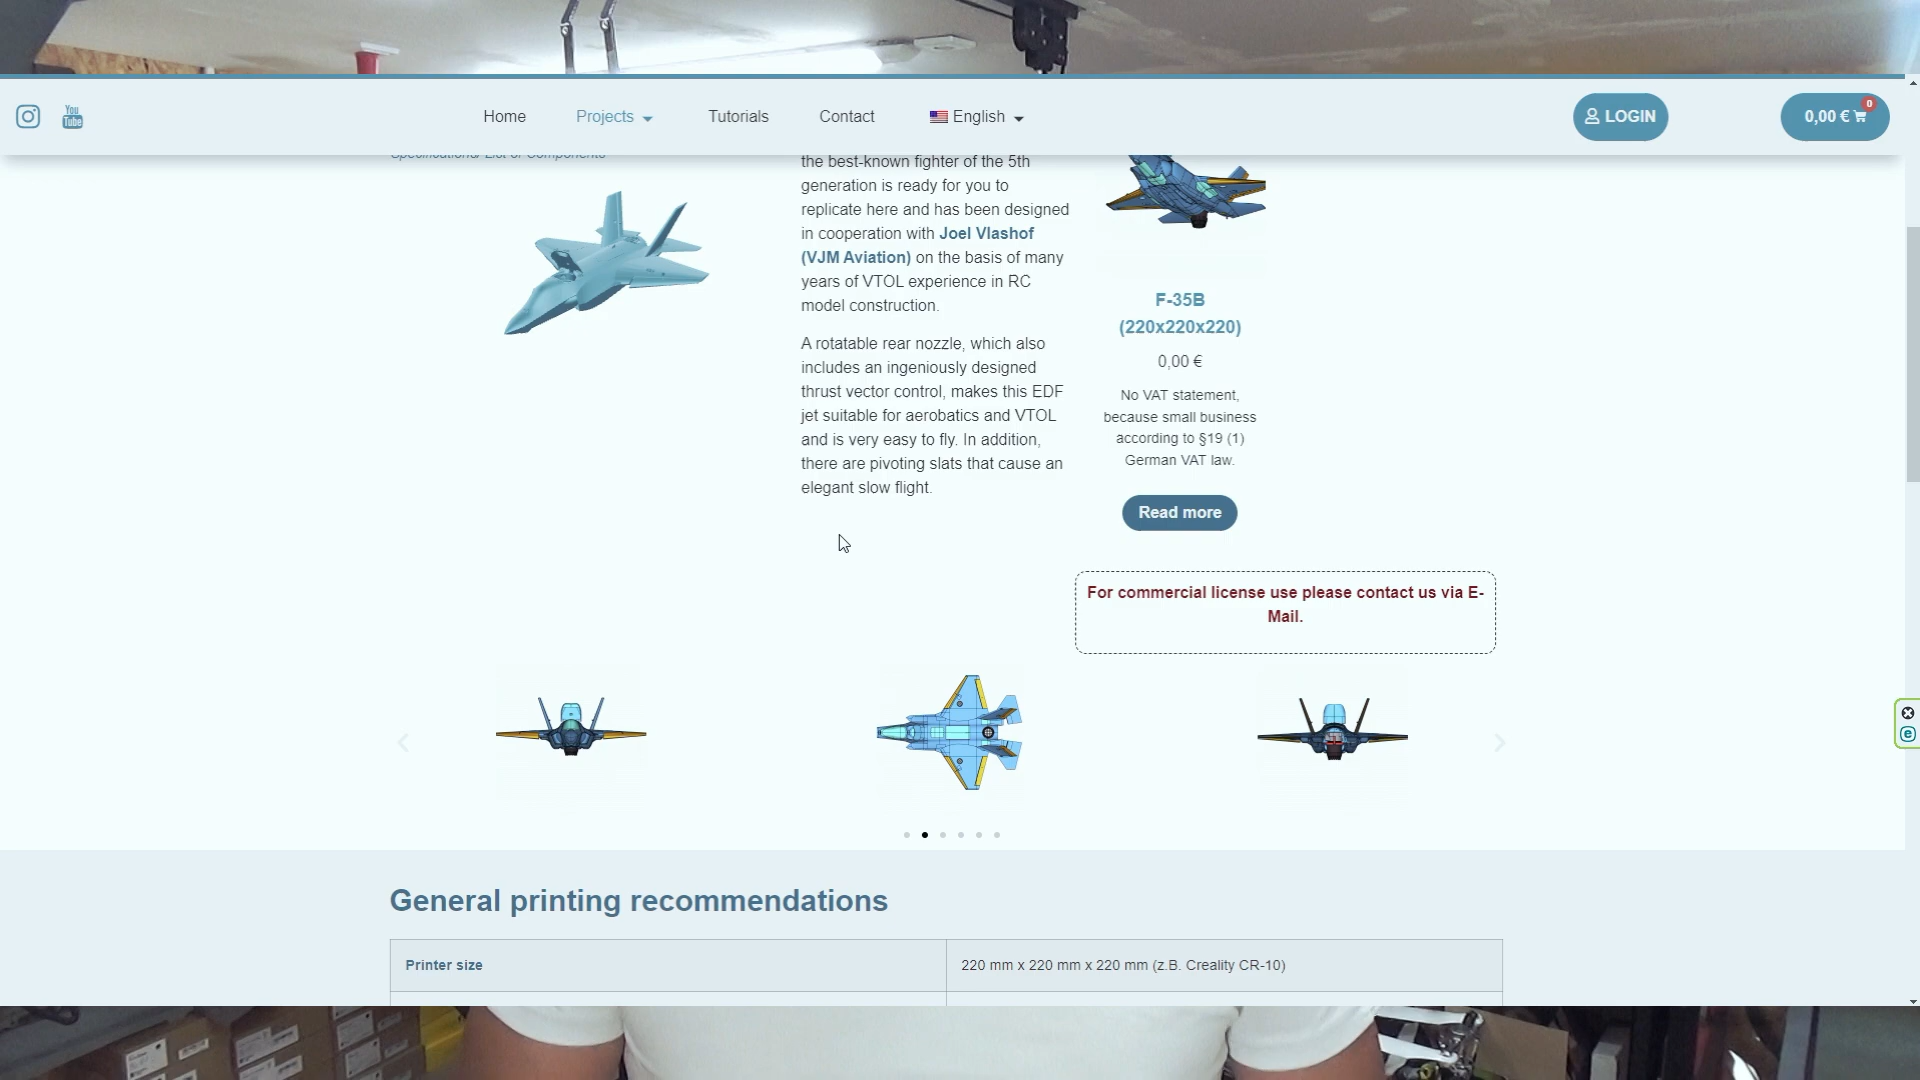 You
Tube
Home
Projects
Tutorials
Contact
English
LOGIN
0,00 €
0
Specifications/ List of Components
the best-known fighter of the 5th
generation is ready for you to
replicate here and has been designed
in cooperation with Joel Vlashof
(VJM Aviation) on the basis of many
years of VTOL experience in RC
model construction.
A rotatable rear nozzle, which also
includes an ingeniously designed
thrust vector control, makes this EDF
jet suitable for aerobatics and VTOL
and is very easy to fly. In addition,
there are pivoting slats that cause an
elegant slow flight.
F-35B
(220x220x220)
0,00 €
No VAT statement,
because small business
according to §19 (1)
German VAT law.
Read more
For commercial license use please contact us via E-
Mail.
General printing recommendations
Printer size
220 mm x 220 mm x 220 mm (z.B. Creality CR-10)